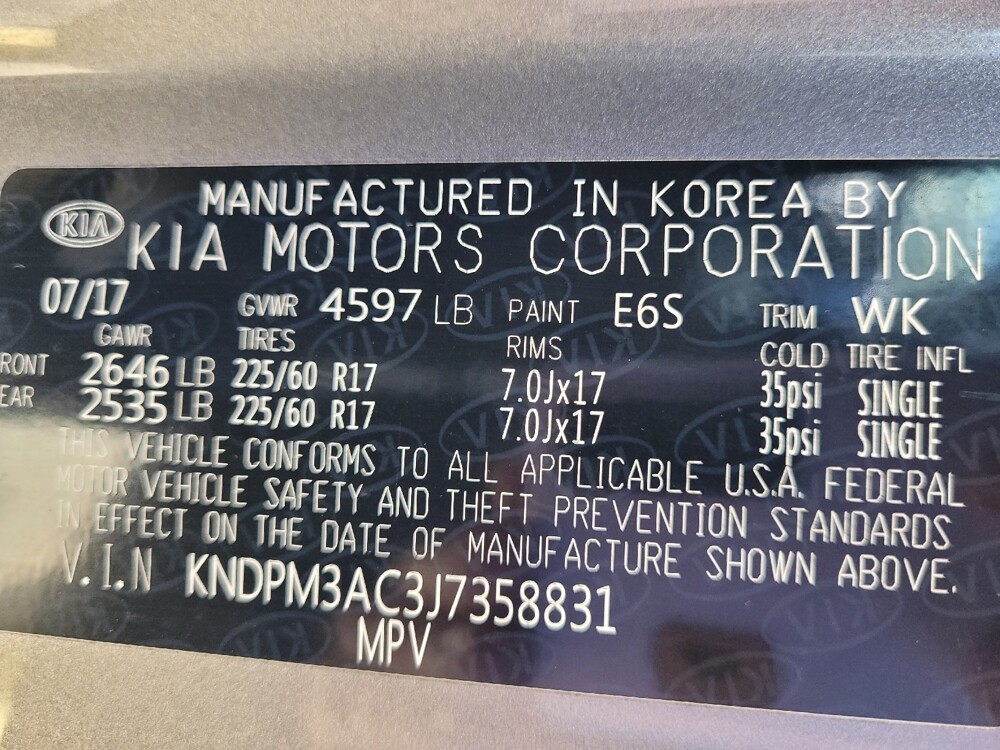 MANUFACTURED IN KOREA BY
KIA
KIA MOTORS CORPORATION
07/17 GVWR 4597 LB PAINT E6S TRIM WK
GAWR TIRES RIMS COLD TIRE INFL
RONT 2646 LB 225/60 R17 7.0Jx17 35psi SINGLE
EAR 2535 LB 225/60 R17 7.0Jx17 35psi SINGLE
THIS VEHICLE CONFORMS TO ALL APPLICABLE U.S.A. FEDERAL
MOTOR VEHICLE SAFETY AND THEFT PREVENTION STANDARDS
IN EFFECT ON THE DATE OF MANUFACTURE SHOWN ABOVE.
V.I.N KNDPM3AC3J7358831
MPV